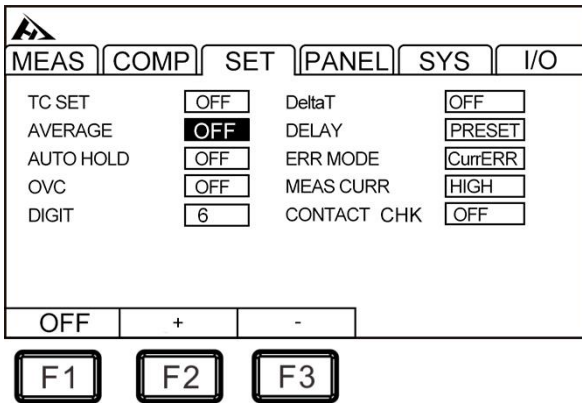 MEAS COMP SET PANEL SYS I/O
TC SET OFF DeltaT OFF
AVERAGE OFF DELAY PRESET
AUTO HOLD OFF ERR MODE CurrERR
OVC OFF MEAS CURR HIGH
DIGIT 6 CONTACT CHK OFF
OFF + -
F1 F2 F3